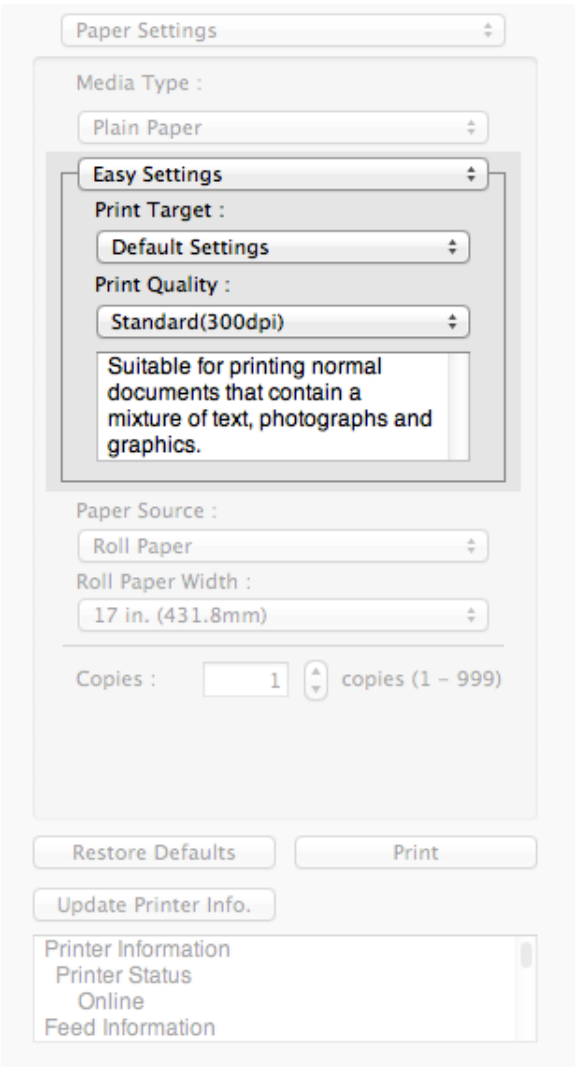 Paper Settings
Media Type :
Plain Paper
Easy Settings
Print Target :
Default Settings
Print Quality :
Standard(300dpi)
Suitable for printing normal
documents that contain a
mixture of text, photographs and
graphics.
Paper Source :
Roll Paper
Roll Paper Width :
17 in. (431.8mm)
Copies : 1 copies (1 – 999)
Restore Defaults Print
Update Printer Info.
Printer Information
Printer Status
Online
Feed Information